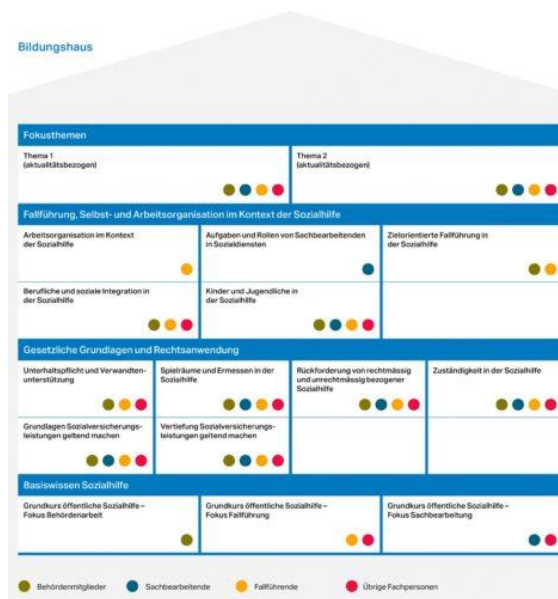 Bildungshaus
Fokusthemen
Thema 1
(aktualitätsbezogen)
Thema 2
(aktualitätsbezogen)
Fallführung, Selbst- und Arbeitsorganisation im Kontext der Sozialhilfe
Arbeitsorganisation im Kontext
der Sozialhilfe
Aufgaben und Rollen von Sachbearbeitenden
in Sozialdiensten
Zielorientierte Fallführung in
der Sozialhilfe
Berufliche und soziale Integration in
der Sozialhilfe
Kinder und Jugendliche in
der Sozialhilfe
Gesetzliche Grundlagen und Rechtsanwendung
Unterhaltspflicht und Verwandten-
unterstützung
Spielräume und Ermessen in der
Sozialhilfe
Rückforderung von rechtmässig
und unrechtmässig bezogener
Sozialhilfe
Zuständigkeit in der Sozialhilfe
Grundlagen Sozialversicherungs-
leistungen geltend machen
Vertiefung Sozialversicherungs-
leistungen geltend machen
Basiswissen Sozialhilfe
Grundkurs öffentliche Sozialhilfe –
Fokus Behördenarbeit
Grundkurs öffentliche Sozialhilfe –
Fokus Fallführung
Grundkurs öffentliche Sozialhilfe –
Fokus Sachbearbeitung
Behördenmitglieder
Sachbearbeitende
Fallführende
Übrige Fachpersonen